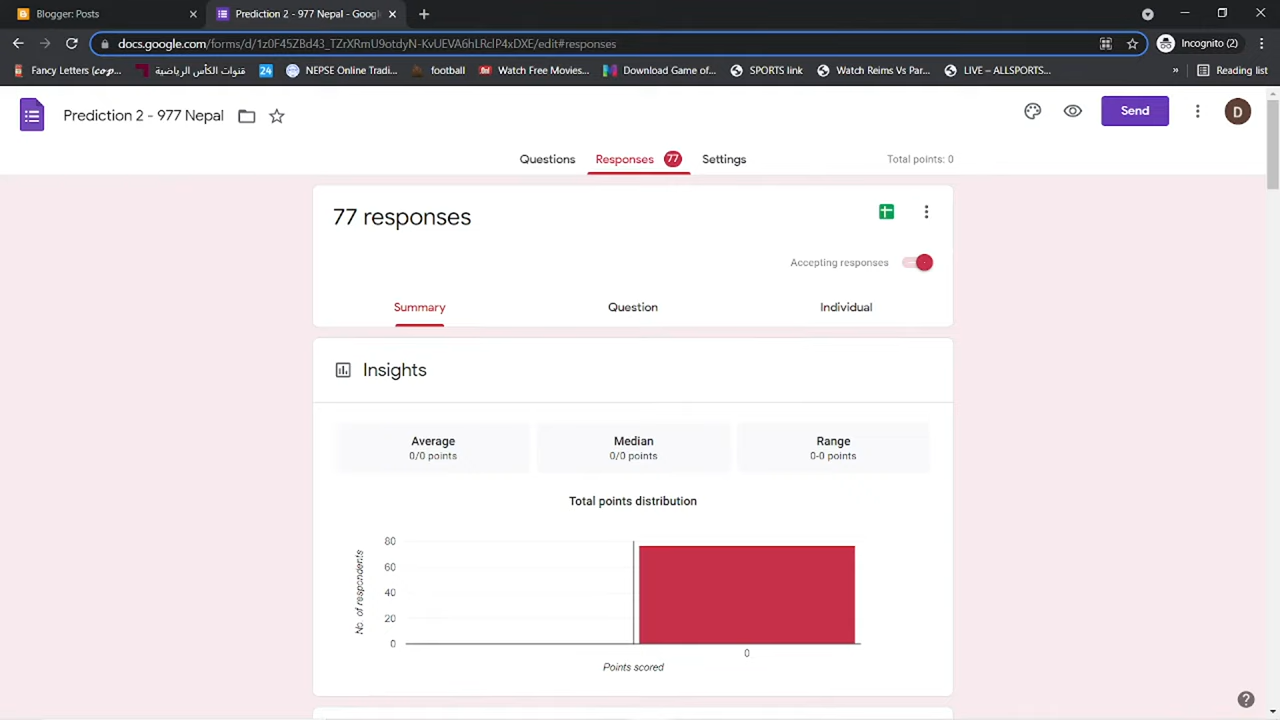 Blogger: Posts
Prediction 2 - 977 Nepal - Googl
docs.google.com/forms/d/1z0F45ZBd43_TZrXRmU9otdyN-KvUEVA6hLRclP4xDXE/edit#responses
Incognito (2)
Fancy Letters (
قنوات الكأس الرياضية
24
NEPSE Online Tradi...
football
Watch Free Movies...
Download Game of...
SPORTS link
Watch Reims Vs Par...
LIVE – ALLSPORTS...
»
Reading list
Prediction 2 - 977 Nepal
Send
D
Questions
Responses 77
Settings
Total points: 0
77 responses
Accepting responses
Summary
Question
Individual
Insights
Average
0/0 points
Median
0/0 points
Range
0-0 points
Total points distribution
No. of respondents
80
60
40
20
0
0
Points scored